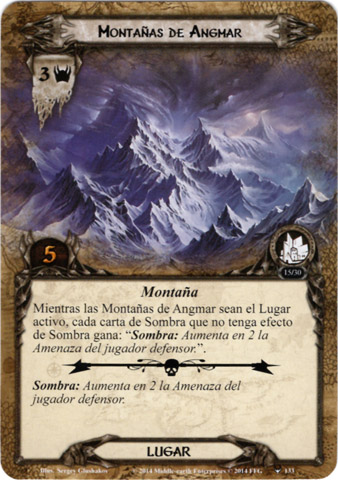 Montañas de Angmar
3
5
15/30
Montaña
Mientras las Montañas de Angmar sean el Lugar
activo, cada carta de Sombra que no tenga efecto
de Sombra gana: “Sombra: Aumenta en 2 la
Amenaza del jugador defensor.”.
Sombra: Aumenta en 2 la Amenaza del
jugador defensor.
LUGAR
Illus. Sergey Glushakov
2014 Middle-earth Enterprises
2014 FFG
133